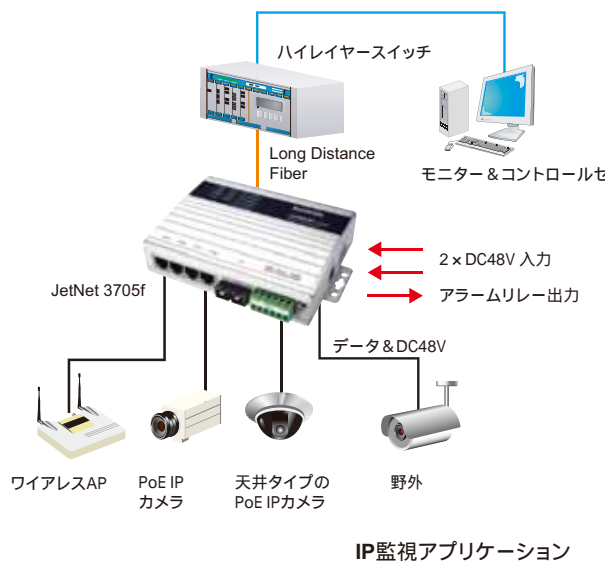 ハイレイヤースイッチ
Long Distance
Fiber
モニター＆コントロールセ
2×DC48V 入力
アラームリレー出力
JetNet 3705f
データ＆DC48V
ワイアレスAP
PoE IP
カメラ
天井タイプの
PoE IPカメラ
野外
IP監視アプリケーション